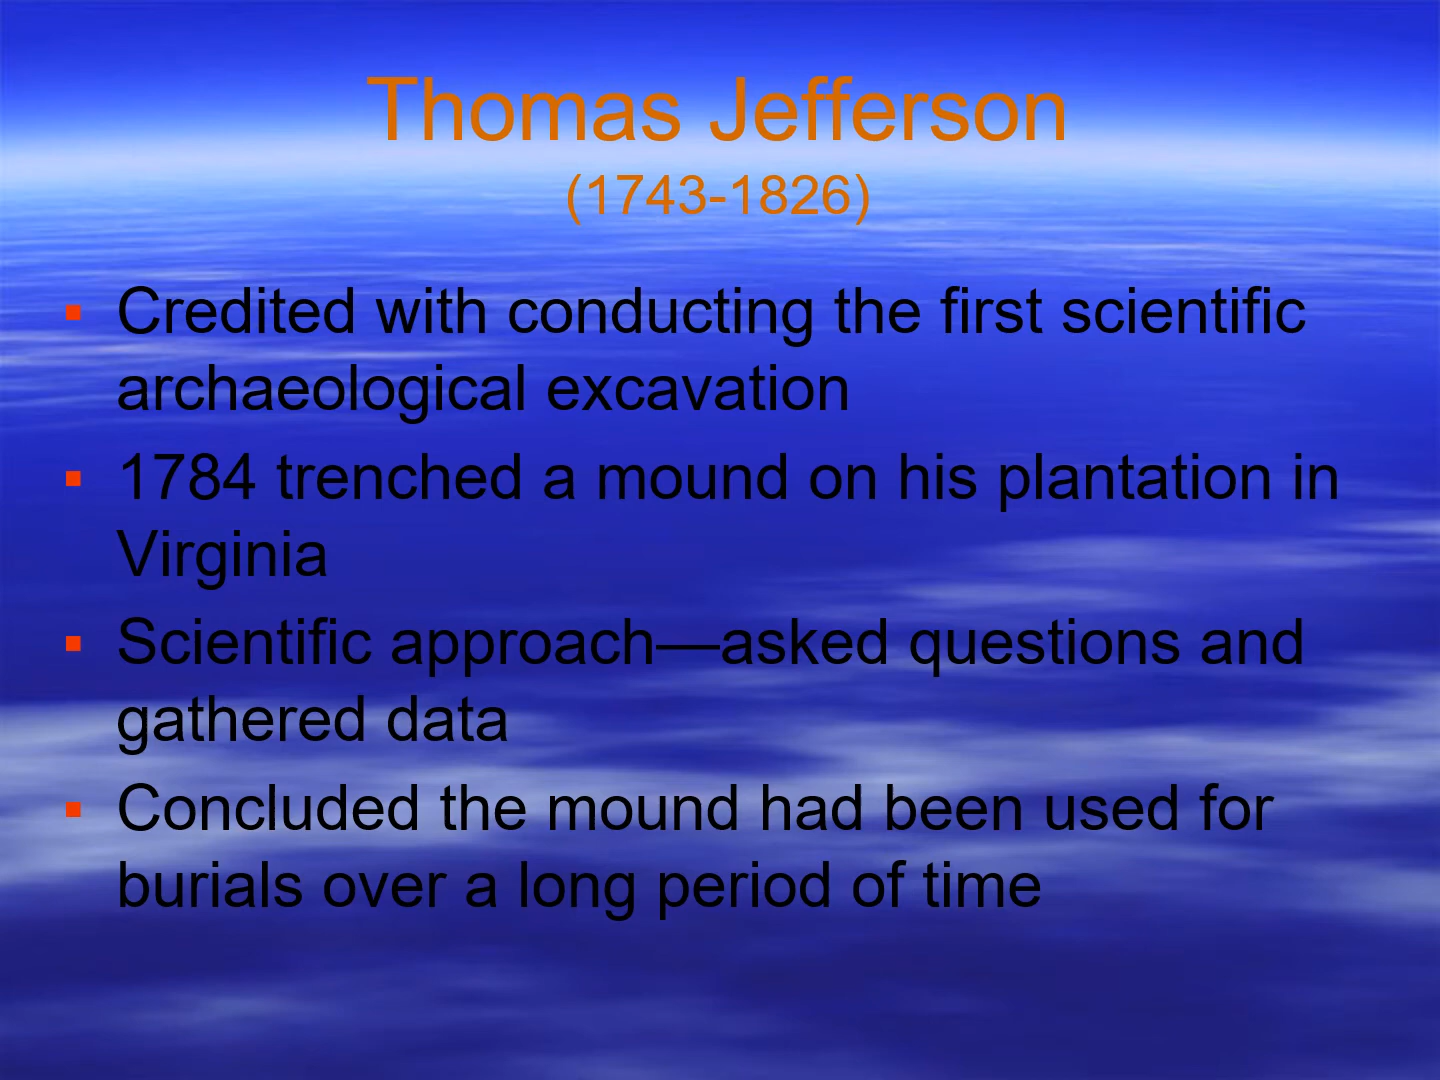 Thomas Jefferson
(1743-1826)
▪ Credited with conducting the first scientific
archaeological excavation
▪ 1784 trenched a mound on his plantation in
Virginia
▪ Scientific approach—asked questions and
gathered data
▪ Concluded the mound had been used for
burials over a long period of time